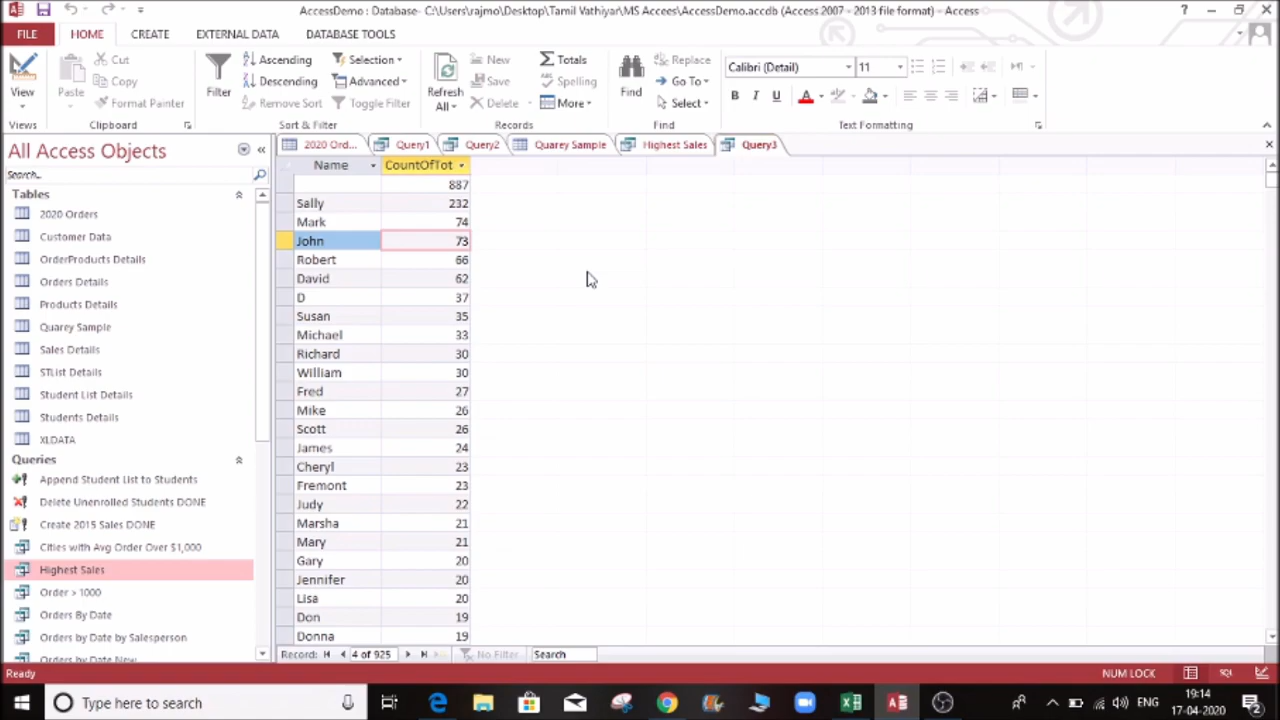 AccessDemo : Database- C:\Users\rajmo\Desktop\Tamil Vathiyar\MS Accees\AccessDemo.accdb (Access 2007 - 2013 file format) - Access
FILE HOME CREATE EXTERNAL DATA DATABASE TOOLS
View
Views
Paste
Cut
Copy
Format Painter
Clipboard
Filter
Ascending
Descending
Remove Sort
Selection
Advanced
Toggle Filter
Sort & Filter
Refresh
All
New
Save
Delete
Totals
Spelling
More
Records
Find
Replace
Go To
Select
Find
Calibri (Detail) 11
B I U A
Text Formatting
All Access Objects
Search...
Tables
2020 Orders
Customer Data
OrderProducts Details
Orders Details
Products Details
Quarey Sample
Sales Details
STList Details
Student List Details
Students Details
XLDATA
Queries
Append Student List to Students
Delete Unenrolled Students DONE
Create 2015 Sales DONE
Cities with Avg Order Over $1,000
Highest Sales
Order > 1000
Orders By Date
Orders by Date by Salesperson
Orders by Date New
2020 Ord... Query1 Query2 Quarey Sample Highest Sales Query3
Name CountOfTot
887
Sally 232
Mark 74
John 73
Robert 66
David 62
D 37
Susan 35
Michael 33
Richard 30
William 30
Fred 27
Mike 26
Scott 26
James 24
Cheryl 23
Fremont 23
Judy 22
Marsha 21
Mary 21
Gary 20
Jennifer 20
Lisa 20
Don 19
Donna 19
Record: 4 of 925 No Filter Search
Ready NUM LOCK
Type here to search
ENG
19:14
17-04-2020
2